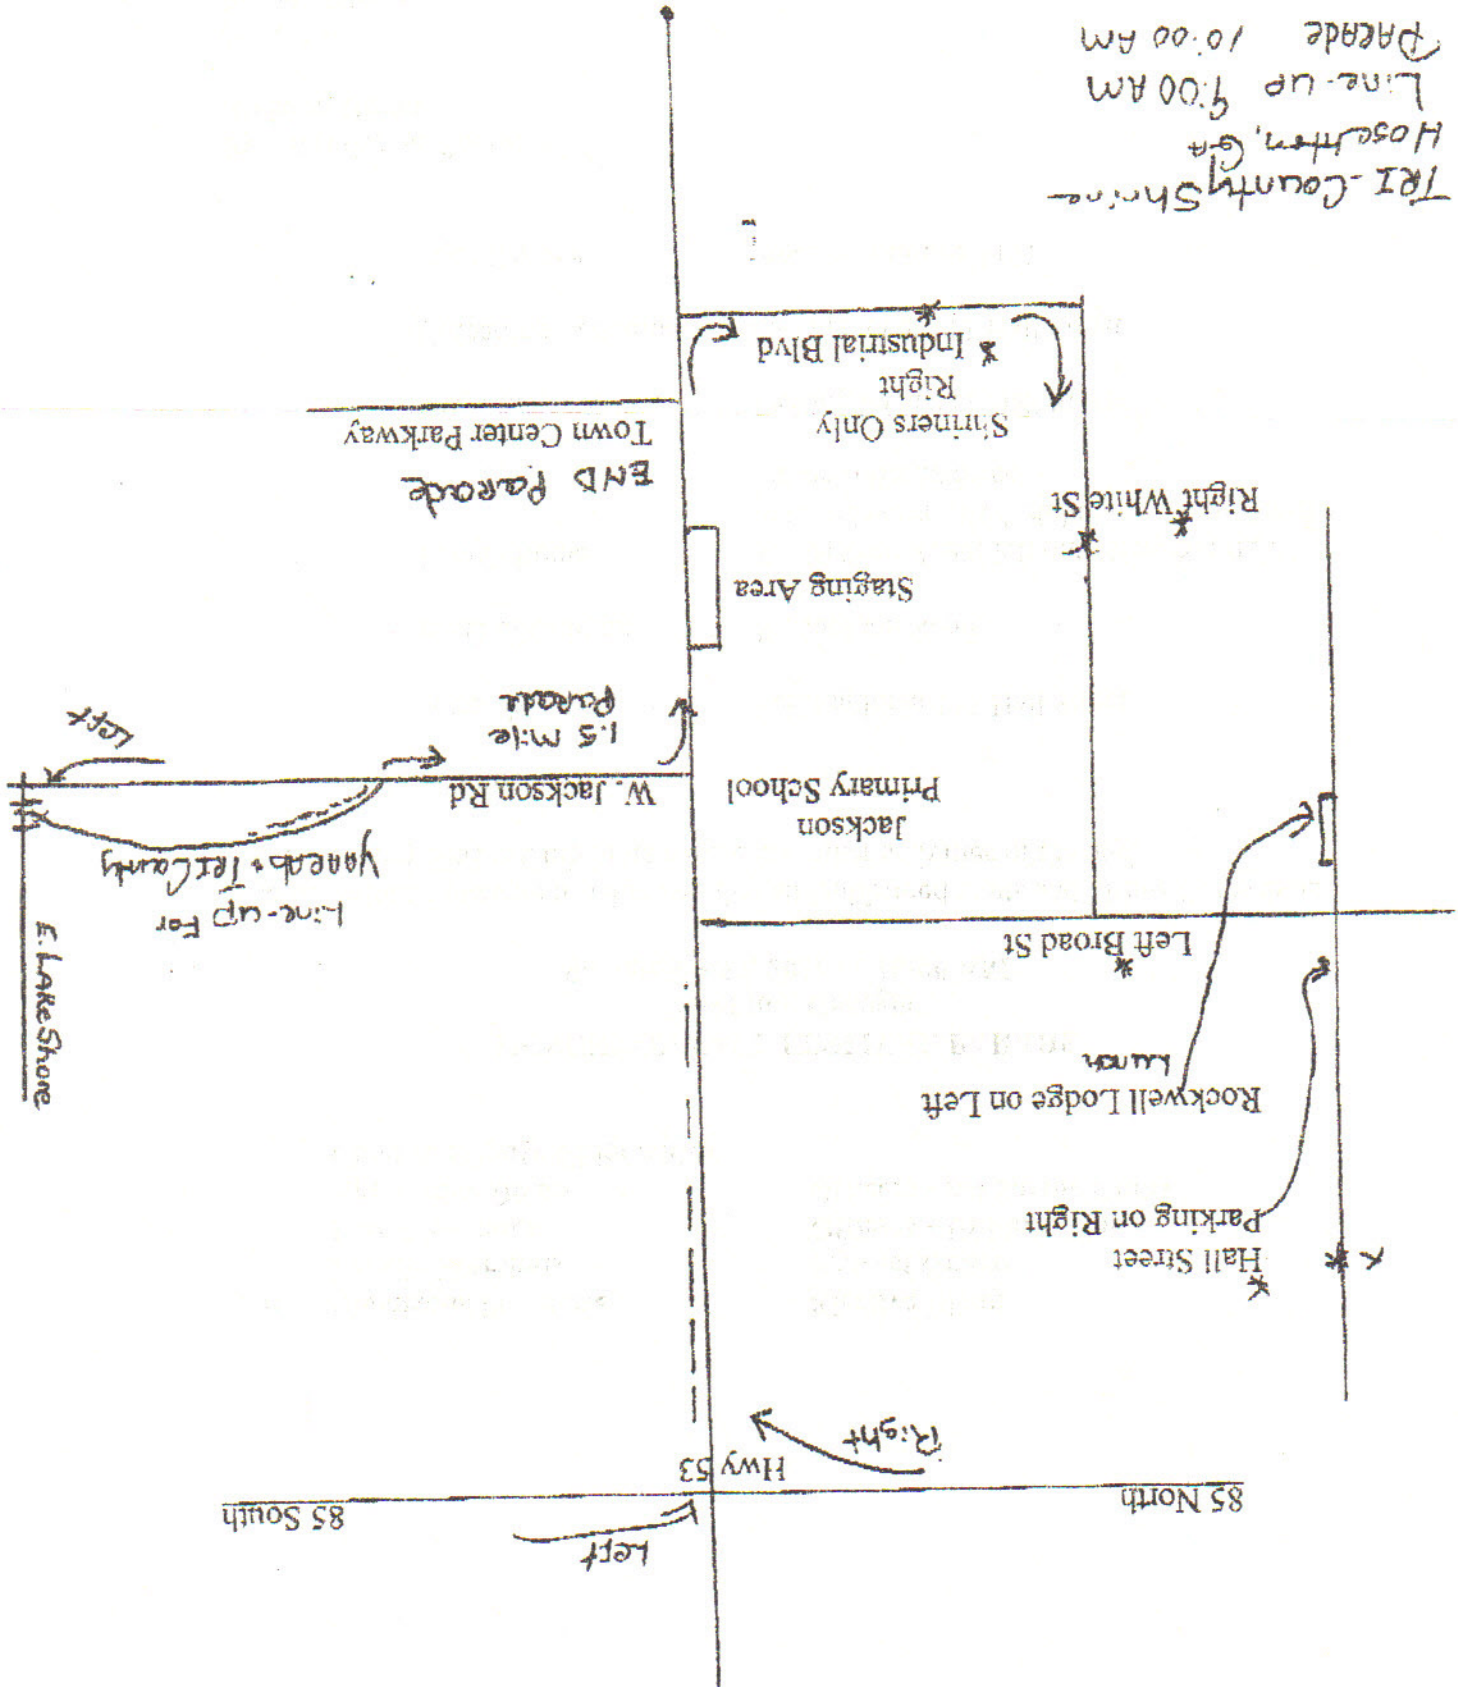 Left
85 South
85 North
Hwy 53
Right
Hall Street
Parking on Right
Rockwell Lodge on Left
Lunch
E. LAKE Shore
Left Broad St
Line-up For
Yaarab + TRI County
Jackson
Primary School
W. Jackson Rd
1.5 Mile
Parade
Left
Staging Area
Right White St
END Parade
Town Center Parkway
Shriners Only
Right
Industrial Blvd
TRI-County Shrine
Hoschton, GA
Line-up 9:00 AM
Parade 10:00 AM